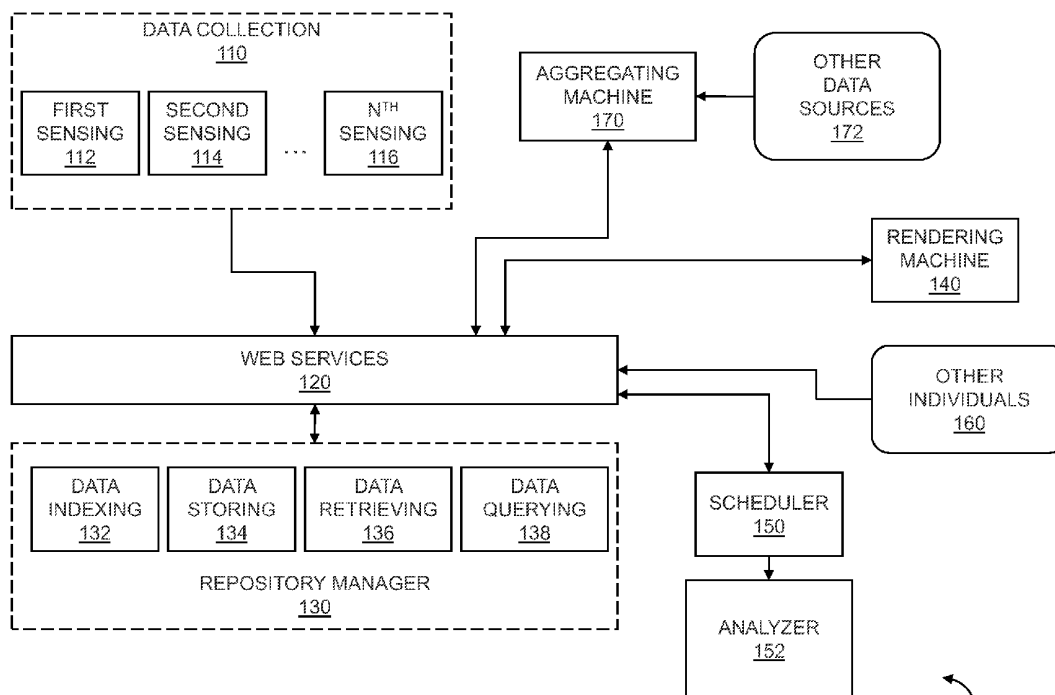 DATA COLLECTION
110
FIRST
SENSING
112
SECOND
SENSING
114
...
NTH
SENSING
116
AGGREGATING
MACHINE
170
OTHER
DATA
SOURCES
172
RENDERING
MACHINE
140
WEB SERVICES
120
OTHER
INDIVIDUALS
160
DATA
INDEXING
132
DATA
STORING
134
DATA
RETRIEVING
136
DATA
QUERYING
138
REPOSITORY MANAGER
130
SCHEDULER
150
ANALYZER
152